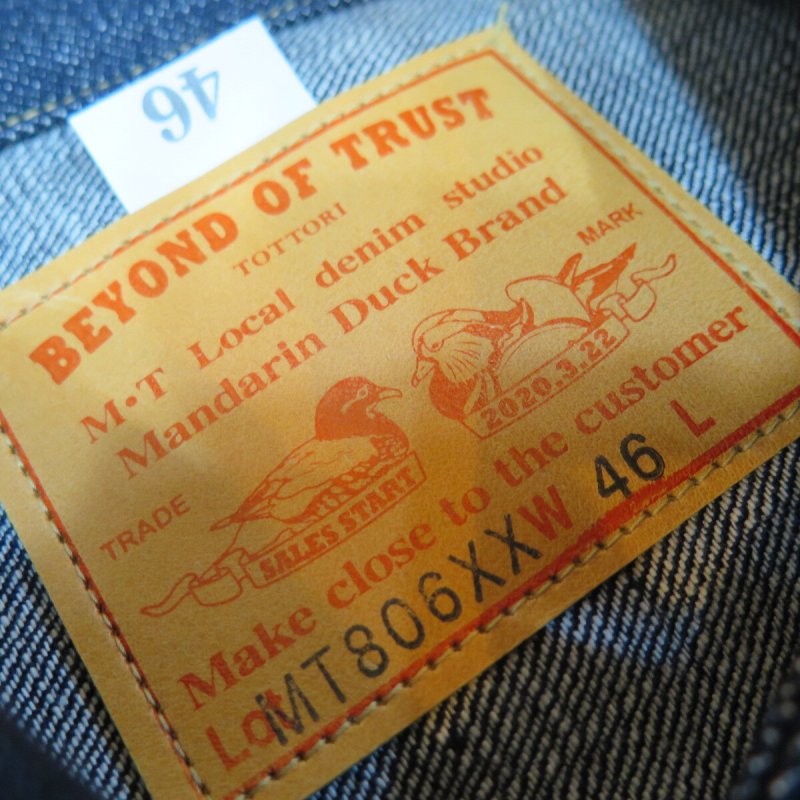 46
BEYOND OF TRUST
TOTTORI
M•T Local denim studio
Mandarin Duck Brand
TRADE MARK
SALES START 2020.3.22
Make close to the customer
LOT MT806XX W 46 L